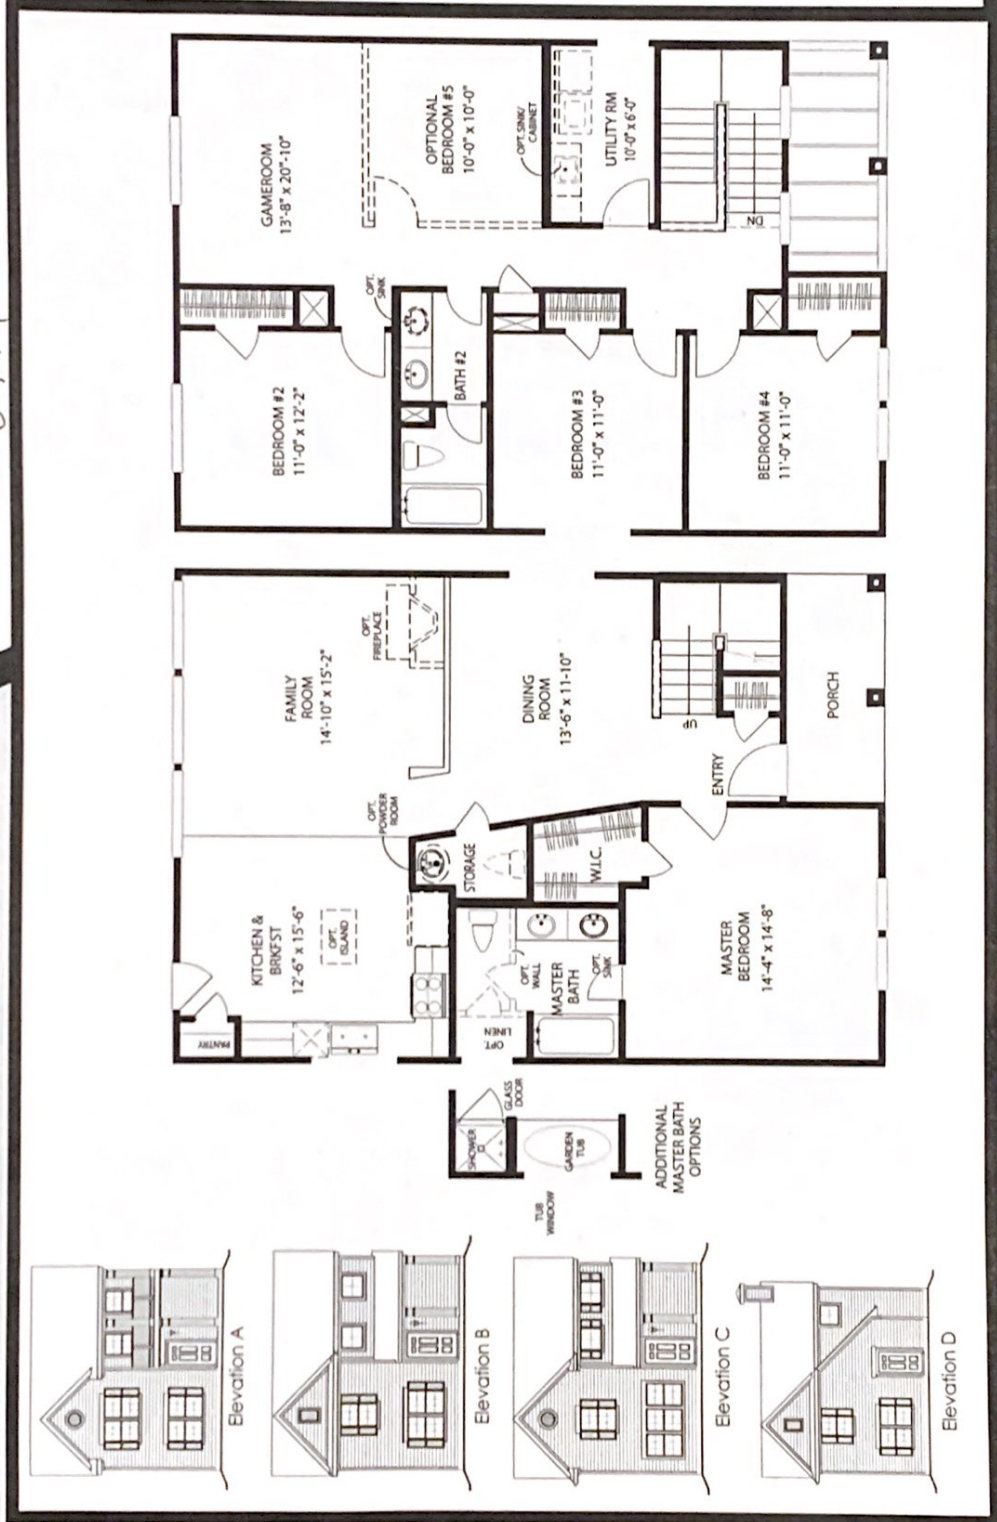 Elevation A
Elevation B
Elevation C
Elevation D
SHOWER
GLASS
DOOR
GARDEN
TUB
TUB
WINDOW
ADDITIONAL
MASTER BATH
OPTIONS
PANTRY
KITCHEN &
BRKFST
12'-6" x 15'-6"
OPT.
ISLAND
FAMILY
ROOM
14'-10" x 15'-2"
OPT.
FIREPLACE
OPT.
POWDER
ROOM
STORAGE
OPT.
LINEN
OPT.
WALL
MASTER
BATH
OPT.
SINK
W.I.C.
DINING
ROOM
13'-6" x 11-10"
UP
ENTRY
MASTER
BEDROOM
14'-4" x 14'-8"
PORCH
GAMEROOM
13'-8" x 20"-10"
BEDROOM #2
11'-0" x 12'-2"
OPT.
SINK
OPTIONAL
BEDROOM #5
10'-0" x 10'-0"
BATH #2
OPT.SINK/
CABINET
UTILITY RM
10'-0" x 6'-0"
BEDROOM #3
11'-0" x 11'-0"
DN
BEDROOM #4
11'-0" x 11'-0"